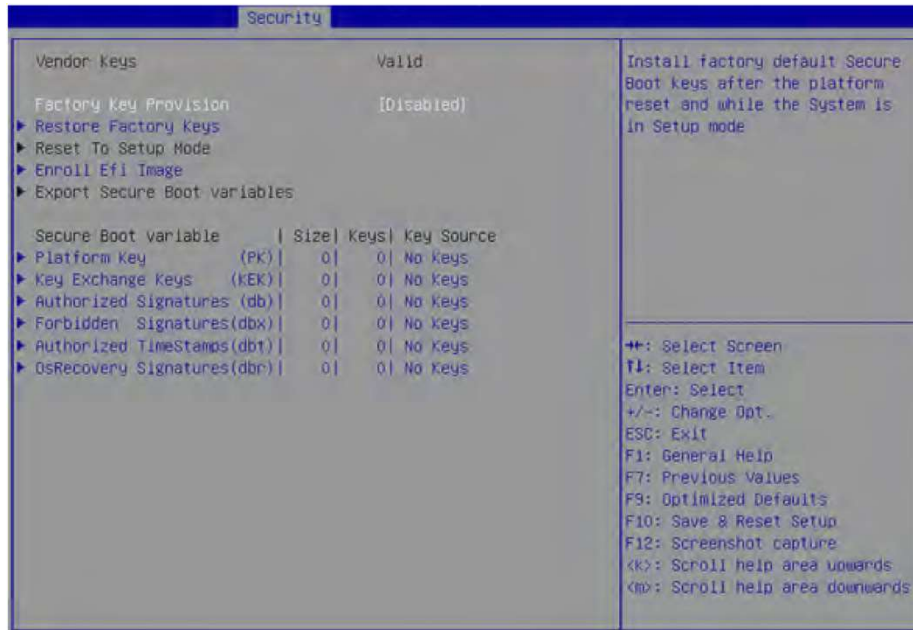 Security
Vendor Keys Valid
Factory Key Provision [Disabled]
Restore Factory Keys
Reset To Setup Mode
Enroll Efi Image
Export Secure Boot variables
Secure Boot variable | Size| Keys| Key Source
Platform Key (PK)| 0| 0| No Keys
Key Exchange Keys (KEK)| 0| 0| No Keys
Authorized Signatures (db)| 0| 0| No Keys
Forbidden Signatures(dbx)| 0| 0| No Keys
Authorized TimeStamps(dbt)| 0| 0| No Keys
OsRecovery Signatures(dbr)| 0| 0| No Keys
Install factory default Secure
Boot keys after the platform
reset and while the System is
in Setup mode
→←: Select Screen
↑↓: Select Item
Enter: Select
+/-: Change Opt.
ESC: Exit
F1: General Help
F7: Previous Values
F9: Optimized Defaults
F10: Save & Reset Setup
F12: Screenshot capture
<k>: Scroll help area upwards
<m>: Scroll help area downwards